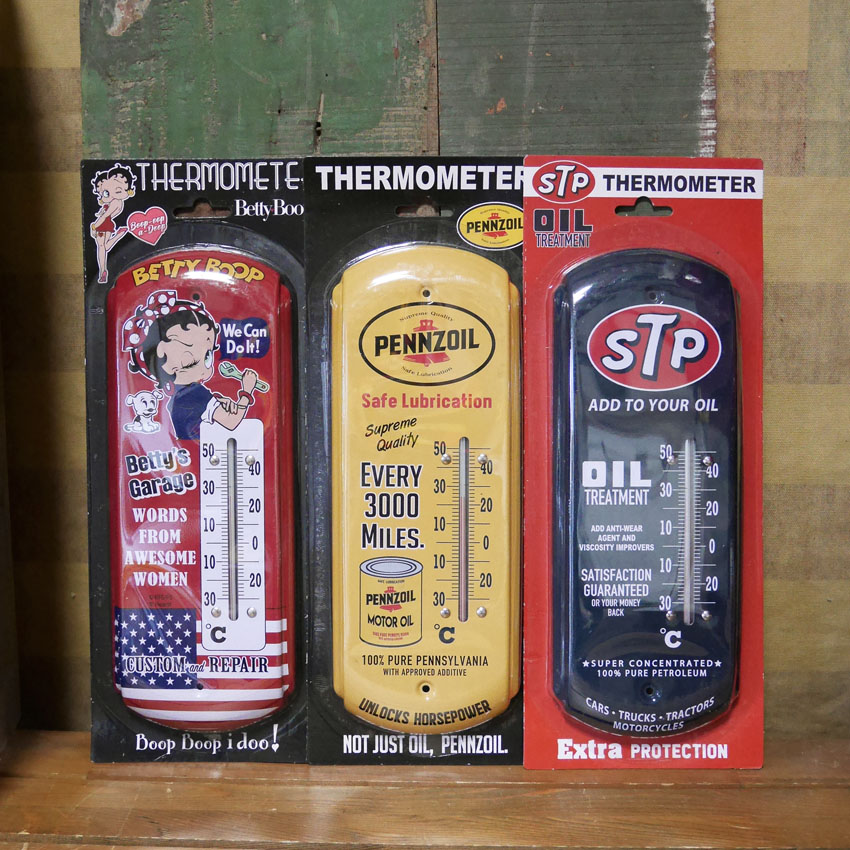 THERMOMETE
Betty Boo
Boop-oop
a-Doop
BETTY BOOP
We Can
Do It!
Betty's
Garage
WORDS
FROM
AWESOME
WOMEN
50
40
30
20
10
0
10
20
30
°C
CUSTOM and REPAIR
Boop Boop i doo!
THERMOMETER
PENNZOIL
Supreme Quality
PENNZOIL
Safe Lubrication
Safe Lubrication
Supreme
Quality
EVERY
3000
MILES.
50
40
30
20
10
0
10
20
30
°C
SAFE LUBRICATION
PENNZOIL
MOTOR OIL
100% PURE PENNSYLVANIA
WITH APPROVED ADDITIVE
UNLOCKS HORSEPOWER
NOT JUST OIL, PENNZOIL.
STP THERMOMETER
OIL
TREATMENT
STP
ADD TO YOUR OIL
OIL
TREATMENT
ADD ANTI-WEAR
AGENT AND
VISCOSITY IMPROVERS
SATISFACTION
GUARANTEED
OR YOUR MONEY
BACK
50
40
30
20
10
0
10
20
30
°C
★SUPER CONCENTRATED★
100% PURE PETROLEUM
CARS • TRUCKS • TRACTORS
MOTORCYCLES
Extra PROTECTION